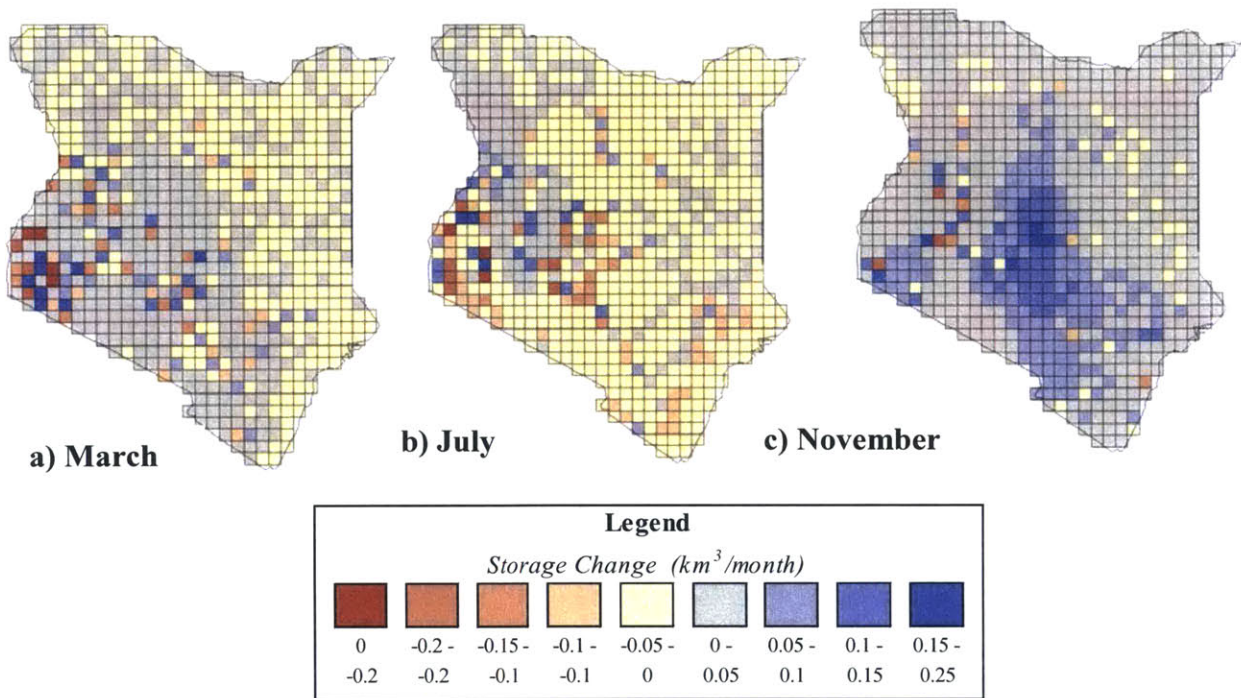 a) March
b) July
c) November
Legend
Storage Change (km³/month)
0 -0.2 - -0.15 - -0.1 - -0.05 - 0 - 0.05 - 0.1 - 0.15 -
-0.2 -0.2 -0.1 -0.1 0 0.05 0.1 0.15 0.25